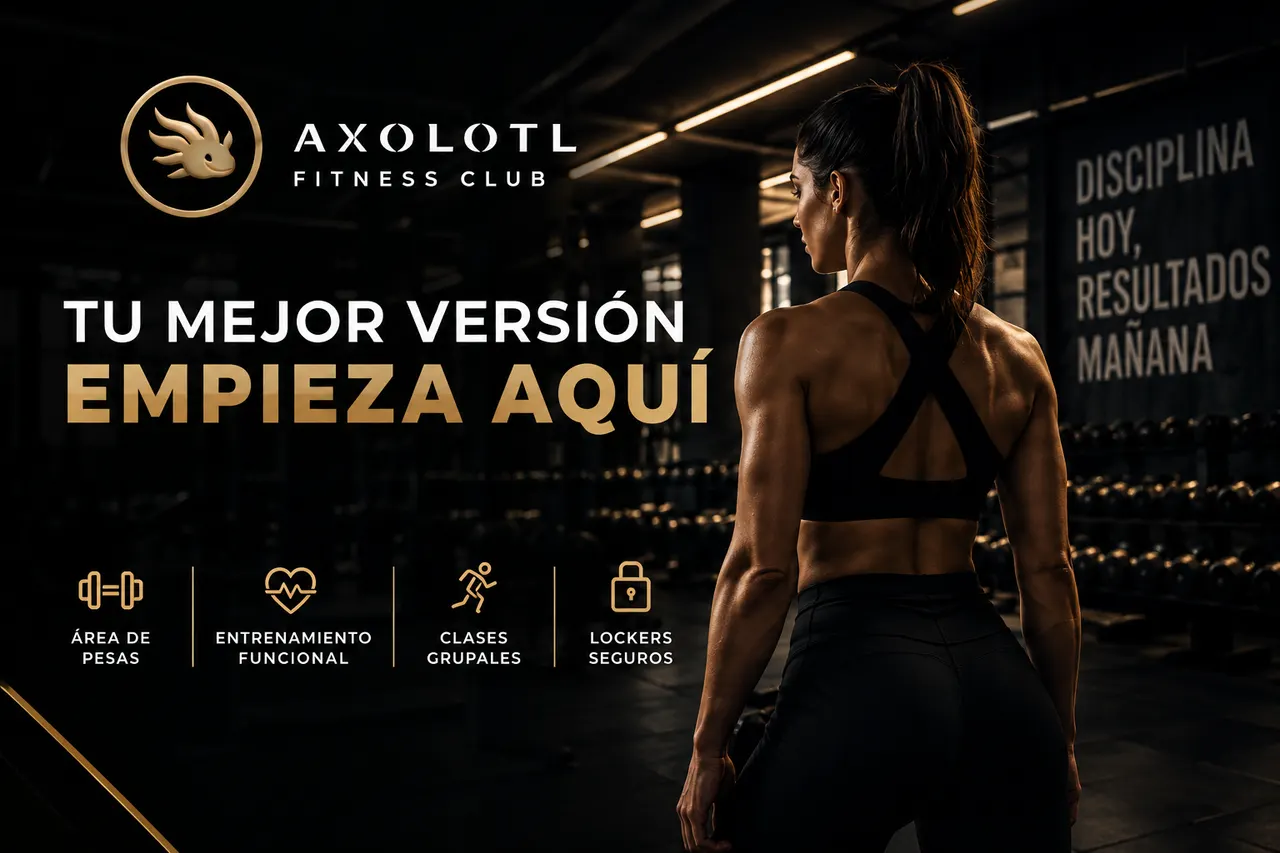 AXOLOTL
FITNESS CLUB
TU MEJOR VERSIÓN
EMPIEZA AQUÍ
ÁREA DE
PESAS
ENTRENAMIENTO
FUNCIONAL
CLASES
GRUPALES
LOCKERS
SEGUROS
DISCIPLINA
HOY,
RESULTADOS
MAÑANA